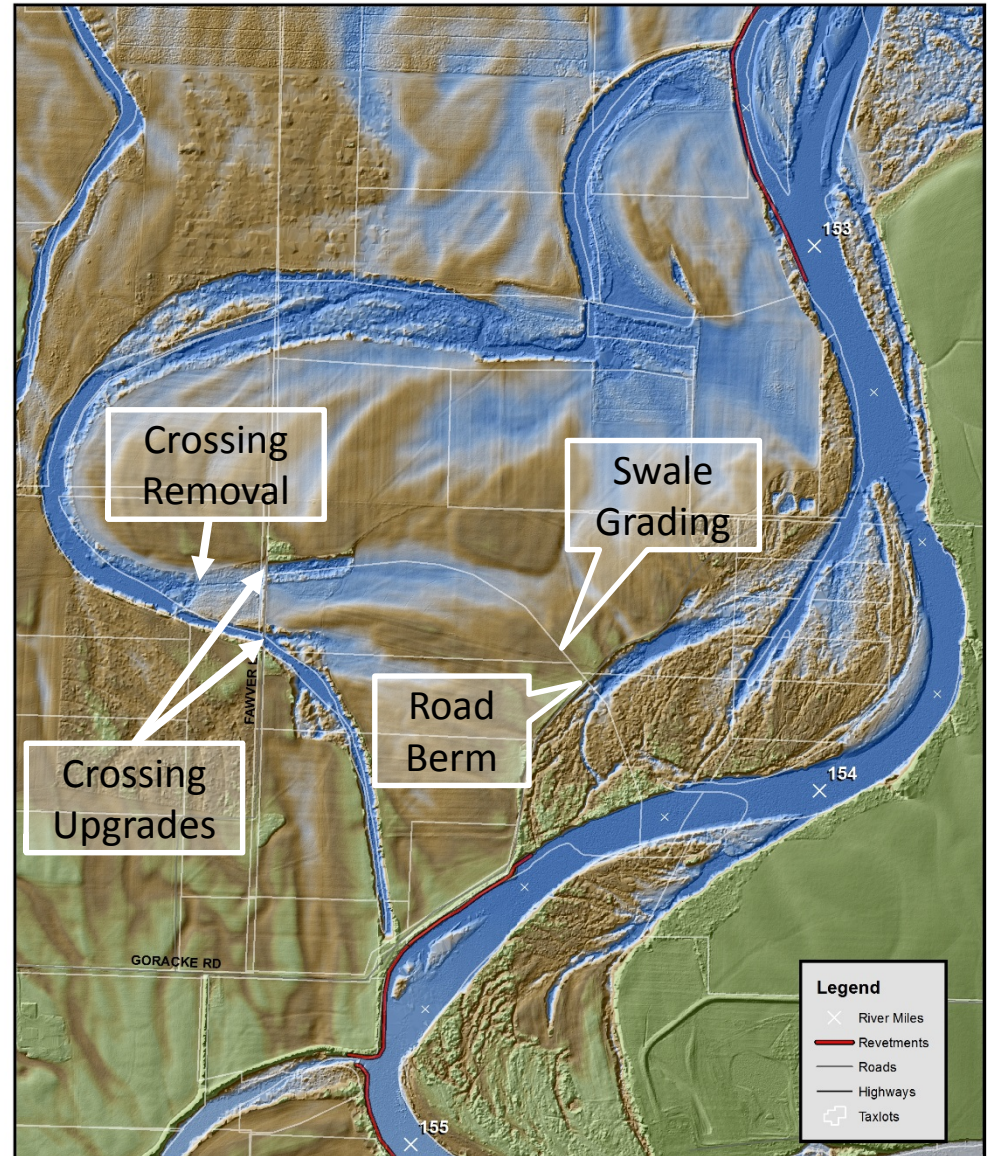 153
Crossing
Removal
Swale
Grading
FAWVER
Road
Berm
Crossing
Upgrades
154
GORACKE RD
Legend
River Miles
Revetments
Roads
Highways
Taxlots
155